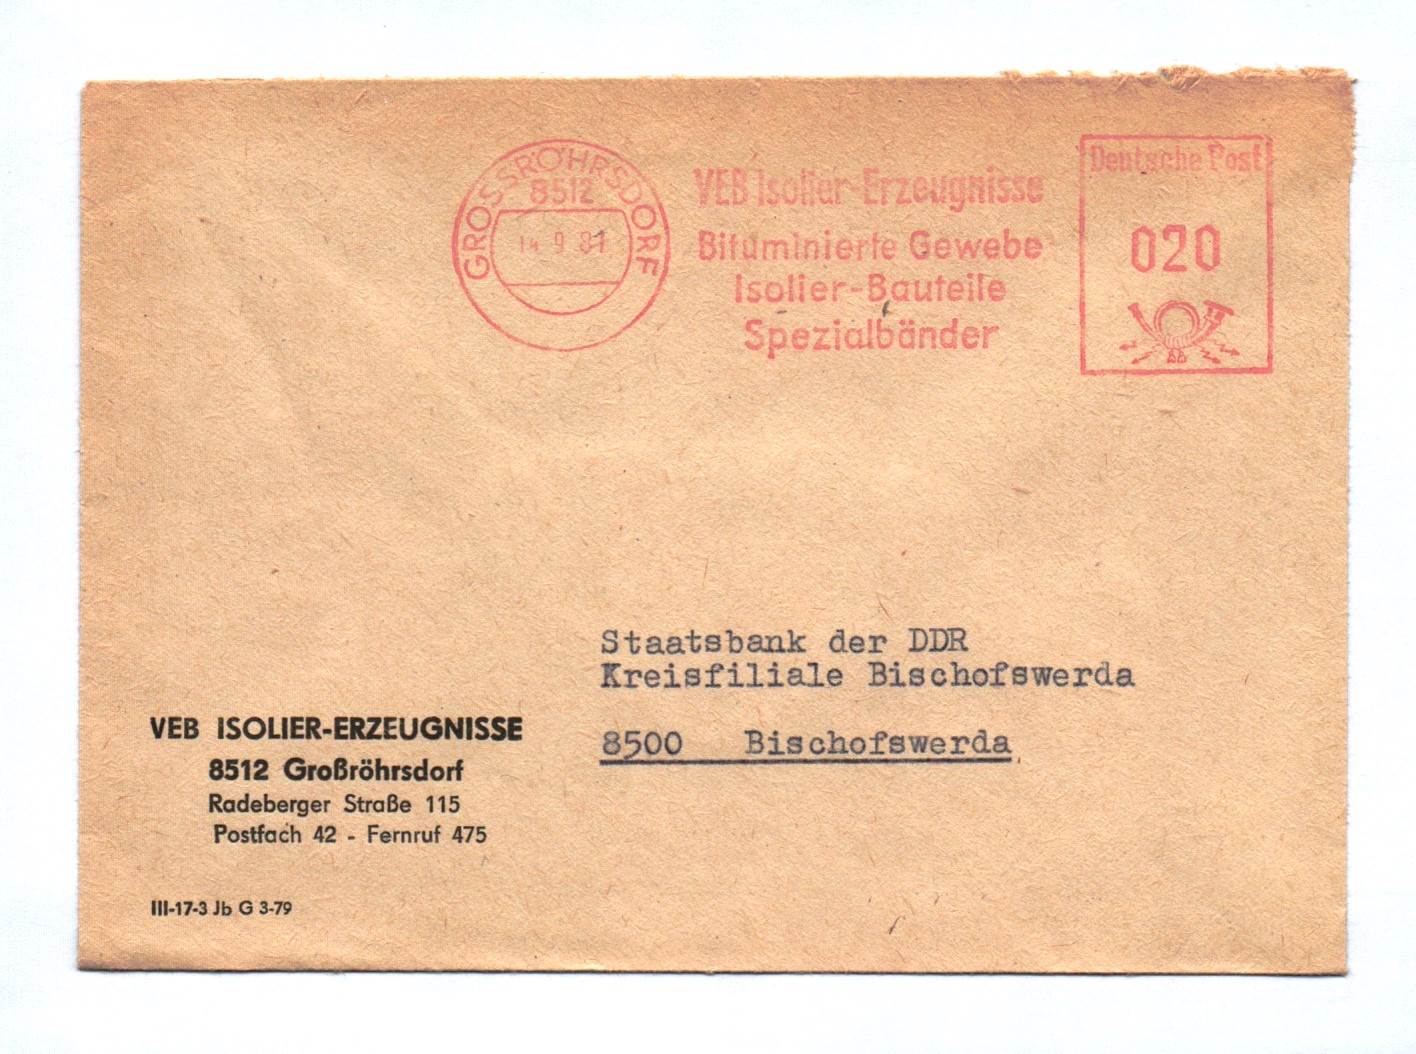 GROSSRÖHRSDORF
8512
14 9 81
VEB Isolier-Erzeugnisse
Bituminierte Gewebe
Isolier-Bauteile
Spezialbänder
Deutsche Post
020
Staatsbank der DDR
Kreisfiliale Bischofswerda
8500 Bischofswerda
VEB ISOLIER-ERZEUGNISSE
8512 Großröhrsdorf
Radeberger Straße 115
Postfach 42 - Fernruf 475
III-17-3 Jb G 3-79